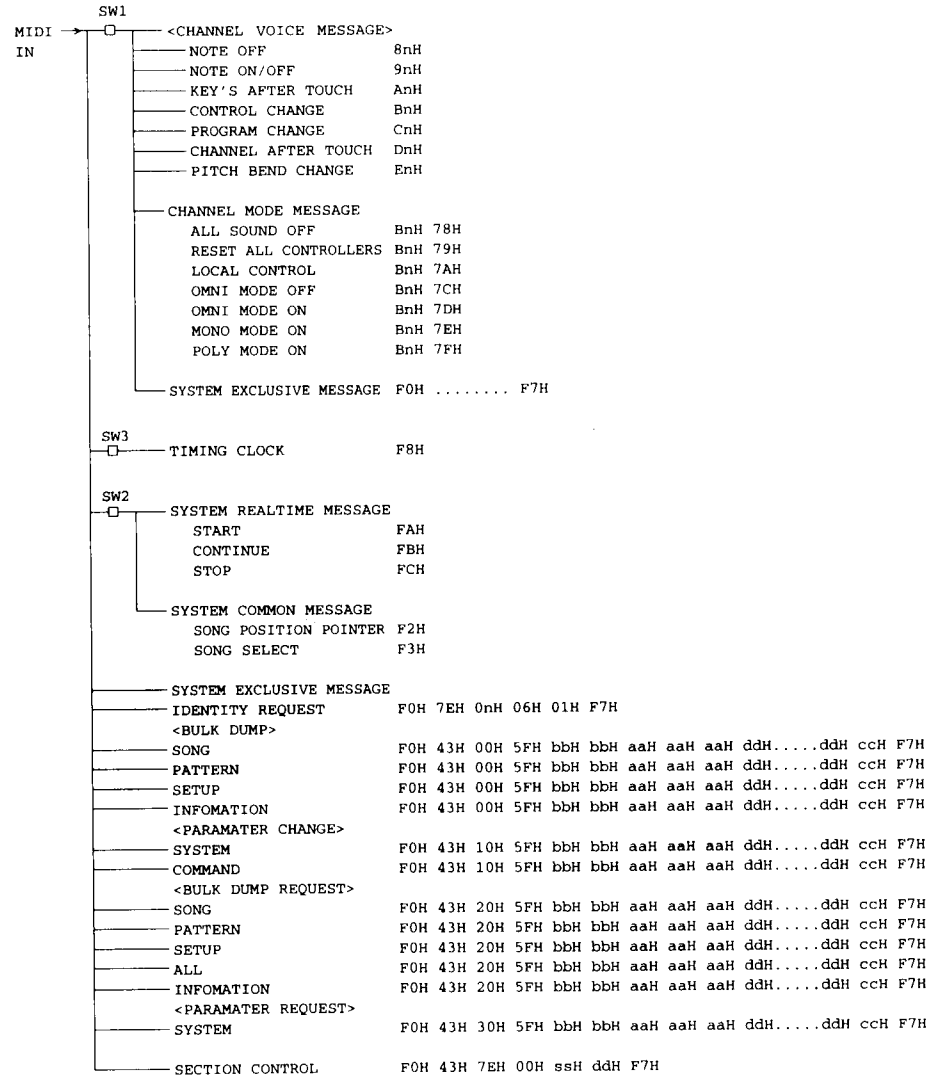 SW1
MIDI IN
<CHANNEL VOICE MESSAGE>
NOTE OFF 8nH
NOTE ON/OFF 9nH
KEY'S AFTER TOUCH AnH
CONTROL CHANGE BnH
PROGRAM CHANGE CnH
CHANNEL AFTER TOUCH DnH
PITCH BEND CHANGE EnH
CHANNEL MODE MESSAGE
ALL SOUND OFF BnH 78H
RESET ALL CONTROLLERS BnH 79H
LOCAL CONTROL BnH 7AH
OMNI MODE OFF BnH 7CH
OMNI MODE ON BnH 7DH
MONO MODE ON BnH 7EH
POLY MODE ON BnH 7FH
SYSTEM EXCLUSIVE MESSAGE F0H ........ F7H
SW3
TIMING CLOCK F8H
SW2
SYSTEM REALTIME MESSAGE
START FAH
CONTINUE FBH
STOP FCH
SYSTEM COMMON MESSAGE
SONG POSITION POINTER F2H
SONG SELECT F3H
SYSTEM EXCLUSIVE MESSAGE
IDENTITY REQUEST F0H 7EH 0nH 06H 01H F7H
<BULK DUMP>
SONG F0H 43H 00H 5FH bbH bbH aaH aaH aaH ddH.....ddH ccH F7H
PATTERN F0H 43H 00H 5FH bbH bbH aaH aaH aaH ddH.....ddH ccH F7H
SETUP F0H 43H 00H 5FH bbH bbH aaH aaH aaH ddH.....ddH ccH F7H
INFOMATION F0H 43H 00H 5FH bbH bbH aaH aaH aaH ddH.....ddH ccH F7H
<PARAMATER CHANGE>
SYSTEM F0H 43H 10H 5FH bbH bbH aaH aaH aaH ddH.....ddH ccH F7H
COMMAND F0H 43H 10H 5FH bbH bbH aaH aaH aaH ddH.....ddH ccH F7H
<BULK DUMP REQUEST>
SONG F0H 43H 20H 5FH bbH bbH aaH aaH aaH ddH.....ddH ccH F7H
PATTERN F0H 43H 20H 5FH bbH bbH aaH aaH aaH ddH.....ddH ccH F7H
SETUP F0H 43H 20H 5FH bbH bbH aaH aaH aaH ddH.....ddH ccH F7H
ALL F0H 43H 20H 5FH bbH bbH aaH aaH aaH ddH.....ddH ccH F7H
INFOMATION F0H 43H 20H 5FH bbH bbH aaH aaH aaH ddH.....ddH ccH F7H
<PARAMATER REQUEST>
SYSTEM F0H 43H 30H 5FH bbH bbH aaH aaH aaH ddH.....ddH ccH F7H
SECTION CONTROL F0H 43H 7EH 00H ssH ddH F7H